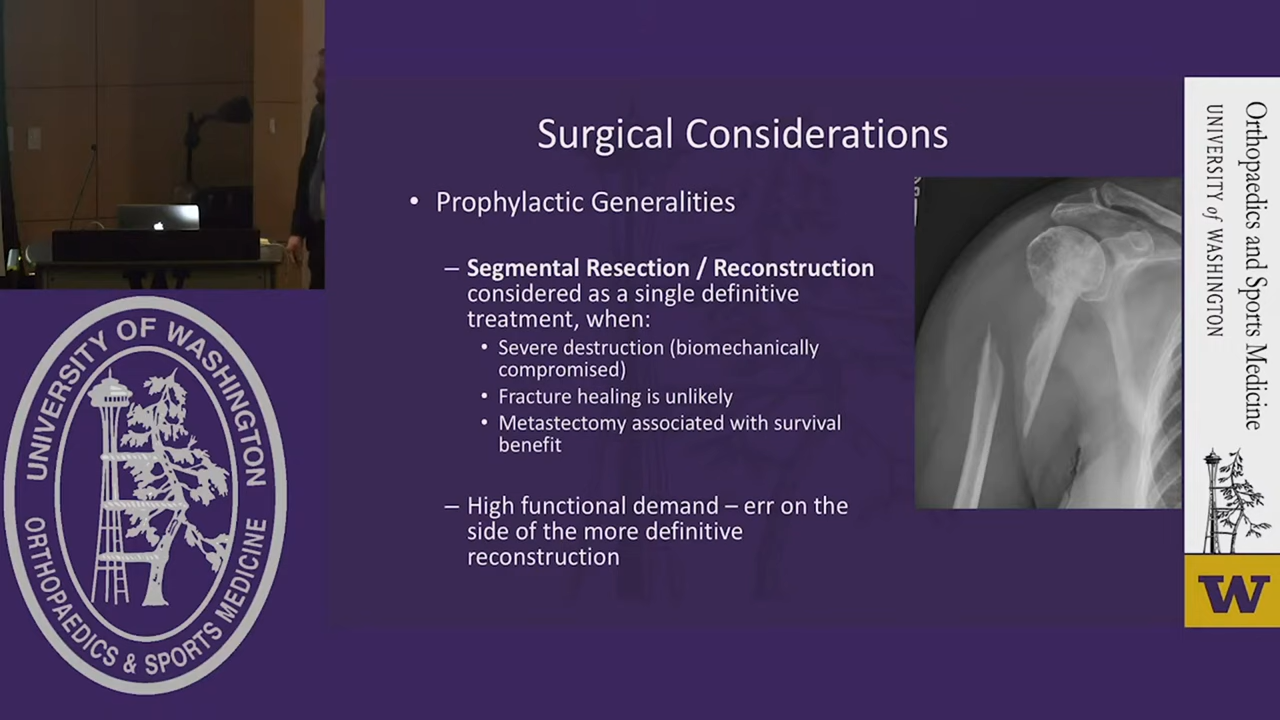 Surgical Considerations
• Prophylactic Generalities
– Segmental Resection / Reconstruction
considered as a single definitive
treatment, when:
• Severe destruction (biomechanically
compromised)
• Fracture healing is unlikely
• Metastectomy associated with survival
benefit
– High functional demand – err on the
side of the more definitive
reconstruction
UNIVERSITY OF WASHINGTON
ORTHOPAEDICS & SPORTS MEDICINE
Orthopaedics and Sports Medicine
UNIVERSITY of WASHINGTON
W